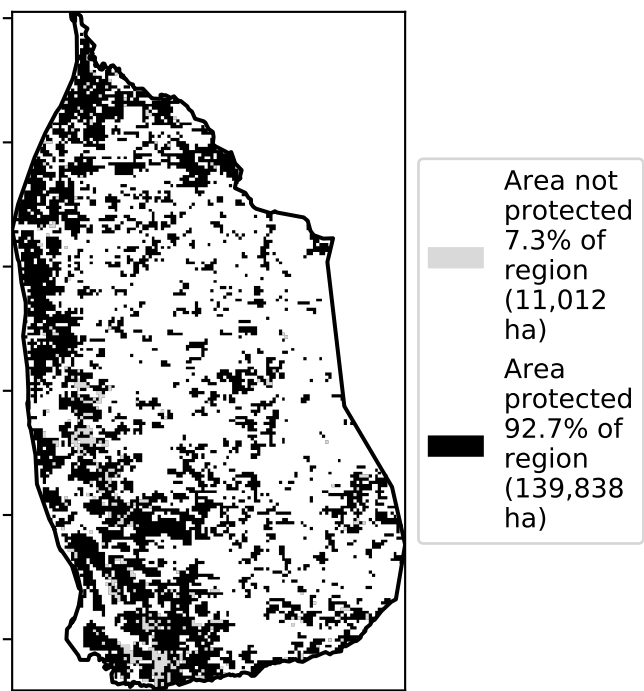 Area not
protected
7.3% of
region
(11,012
ha)
Area
protected
92.7% of
region
(139,838
ha)